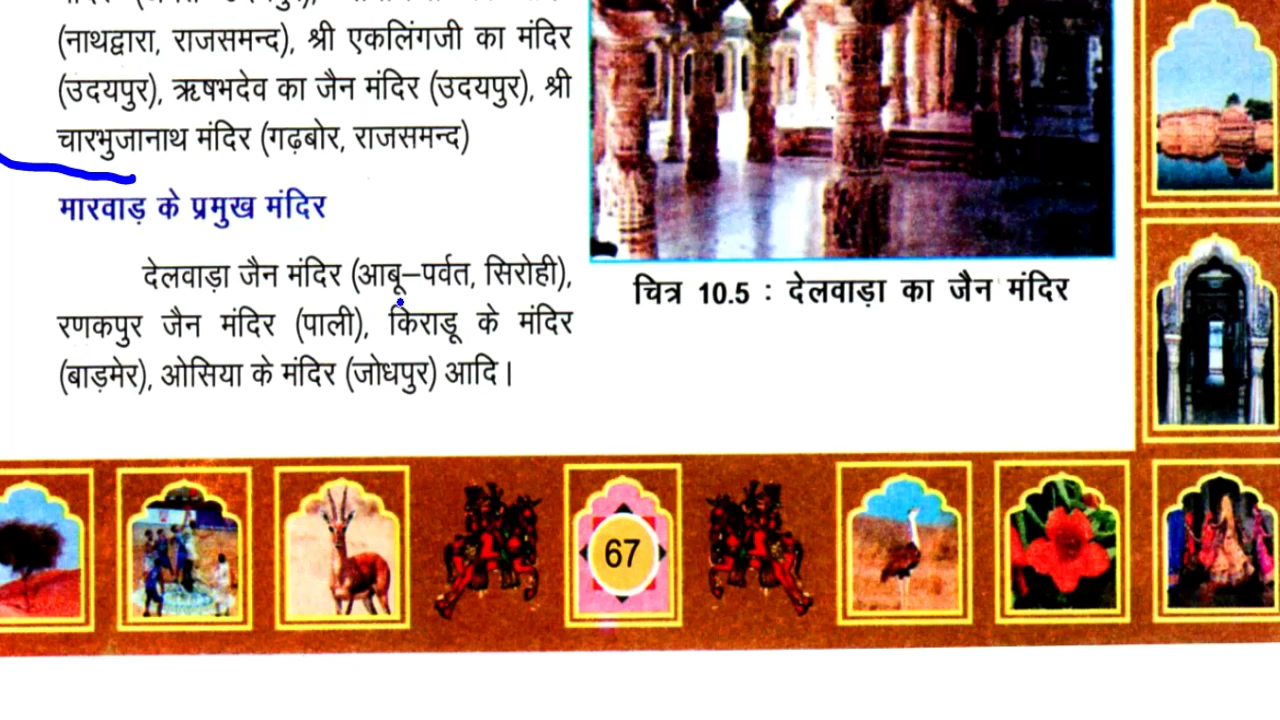 (नाथद्वारा, राजसमन्द), श्री एकलिंगजी का मंदिर
(उदयपुर), ऋषभदेव का जैन मंदिर (उदयपुर), श्री
चारभुजानाथ मंदिर (गढ़बोर, राजसमन्द)
मारवाड़ के प्रमुख मंदिर
देलवाड़ा जैन मंदिर (आबू–पर्वत, सिरोही),
रणकपुर जैन मंदिर (पाली), किराडू के मंदिर
(बाड़मेर), ओसिया के मंदिर (जोधपुर) आदि।
चित्र 10.5 : देलवाड़ा का जैन मंदिर
67